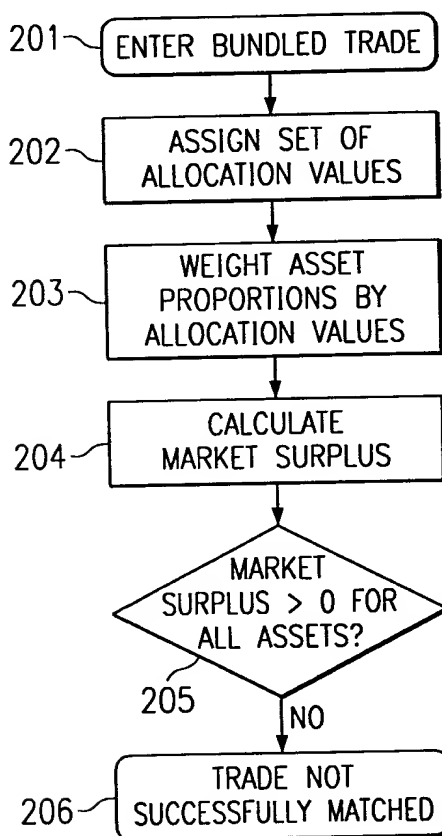 201
ENTER BUNDLED TRADE
202
ASSIGN SET OF
ALLOCATION VALUES
203
WEIGHT ASSET
PROPORTIONS BY
ALLOCATION VALUES
204
CALCULATE
MARKET SURPLUS
MARKET
SURPLUS > 0 FOR
ALL ASSETS?
205
NO
206
TRADE NOT
SUCCESSFULLY MATCHED